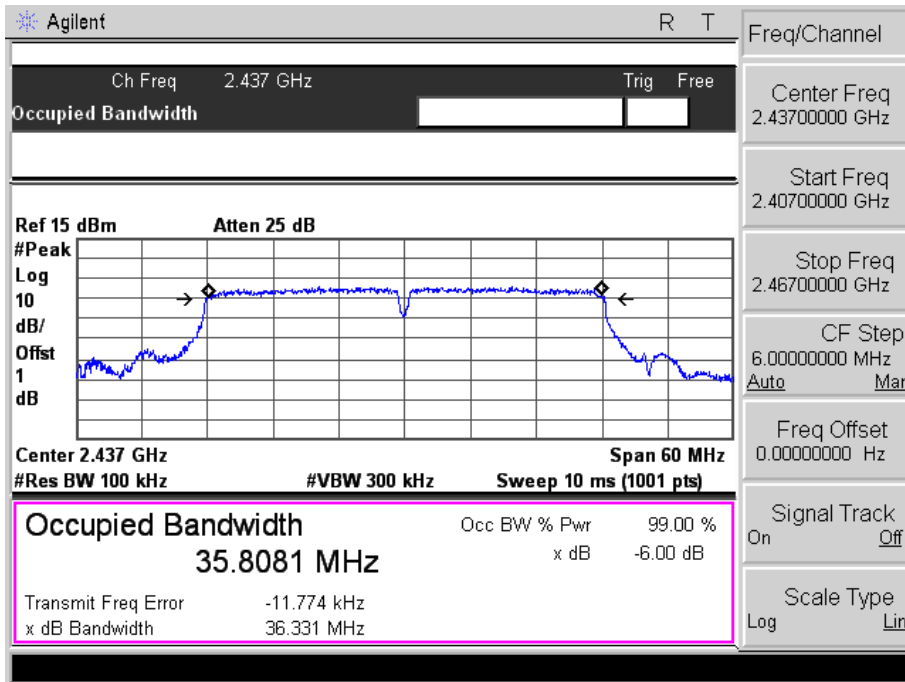 Agilent R T
Ch Freq 2.437 GHz Trig Free
Occupied Bandwidth
Ref 15 dBm Atten 25 dB
#Peak
Log
10
dB/
Offst
1
dB
Center 2.437 GHz Span 60 MHz
#Res BW 100 kHz #VBW 300 kHz Sweep 10 ms (1001 pts)
Occupied Bandwidth Occ BW % Pwr 99.00 %
35.8081 MHz x dB -6.00 dB
Transmit Freq Error -11.774 kHz
x dB Bandwidth 36.331 MHz
Freq/Channel
Center Freq
2.43700000 GHz
Start Freq
2.40700000 GHz
Stop Freq
2.46700000 GHz
CF Step
6.00000000 MHz
Auto Mar
Freq Offset
0.00000000 Hz
Signal Track
On Off
Scale Type
Log Lin